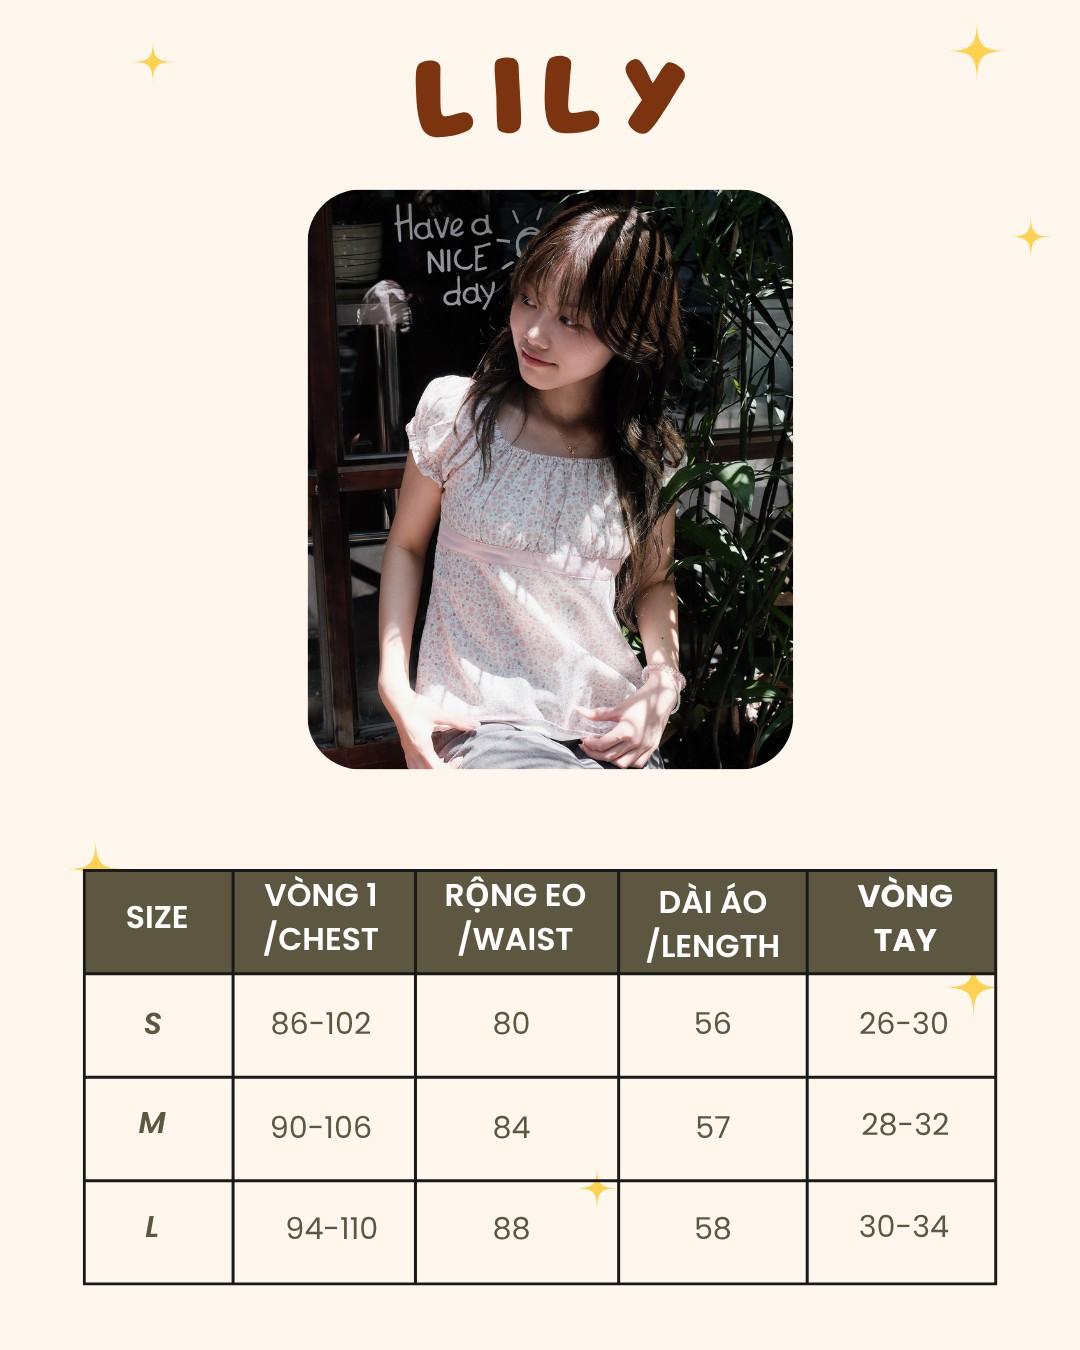 LILY
Have a
NICE
day
SIZE
VÒNG 1
/CHEST
RỘNG EO
/WAIST
DÀI ÁO
/LENGTH
VÒNG
TAY
S
86-102
80
56
26-30
M
90-106
84
57
28-32
L
94-110
88
58
30-34